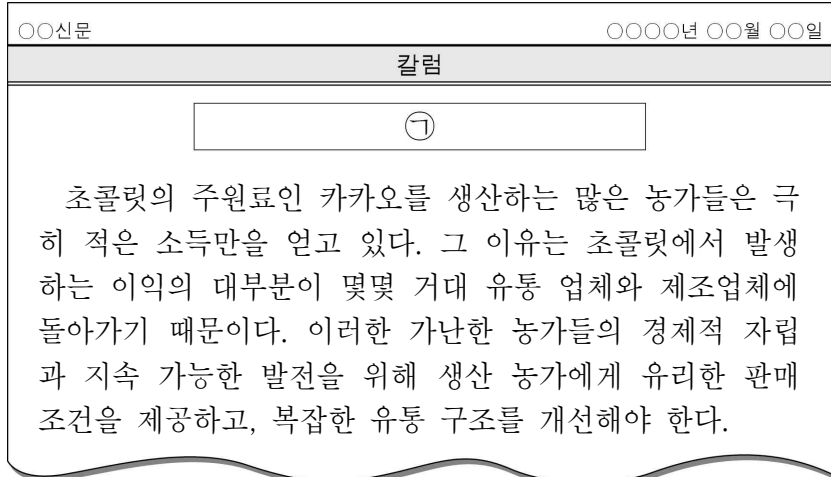 ○○신문 ○○○○년 ○○월 ○○일
칼럼
㉠
초콜릿의 주원료인 카카오를 생산하는 많은 농가들은 극
히 적은 소득만을 얻고 있다. 그 이유는 초콜릿에서 발생
하는 이익의 대부분이 몇몇 거대 유통 업체와 제조업체에
돌아가기 때문이다. 이러한 가난한 농가들의 경제적 자립
과 지속 가능한 발전을 위해 생산 농가에게 유리한 판매
조건을 제공하고, 복잡한 유통 구조를 개선해야 한다.